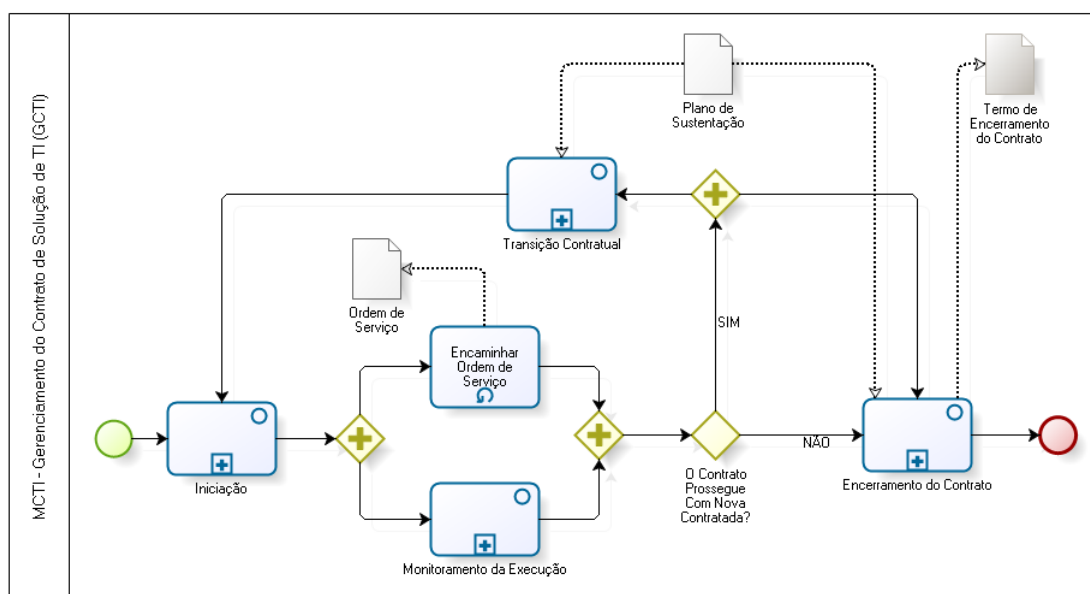 MCTI - Gerenciamento do Contrato de Solução de TI (GCTI)
Plano de
Sustentação
Termo de
Encerramento
do Contrato
Transição Contratual
Ordem de
Serviço
SIM
Encaminhar
Ordem de
Serviço
NÃO
Iniciação
O Contrato
Prossegue
Com Nova
Contratada?
Encerramento do Contrato
Monitoramento da Execução